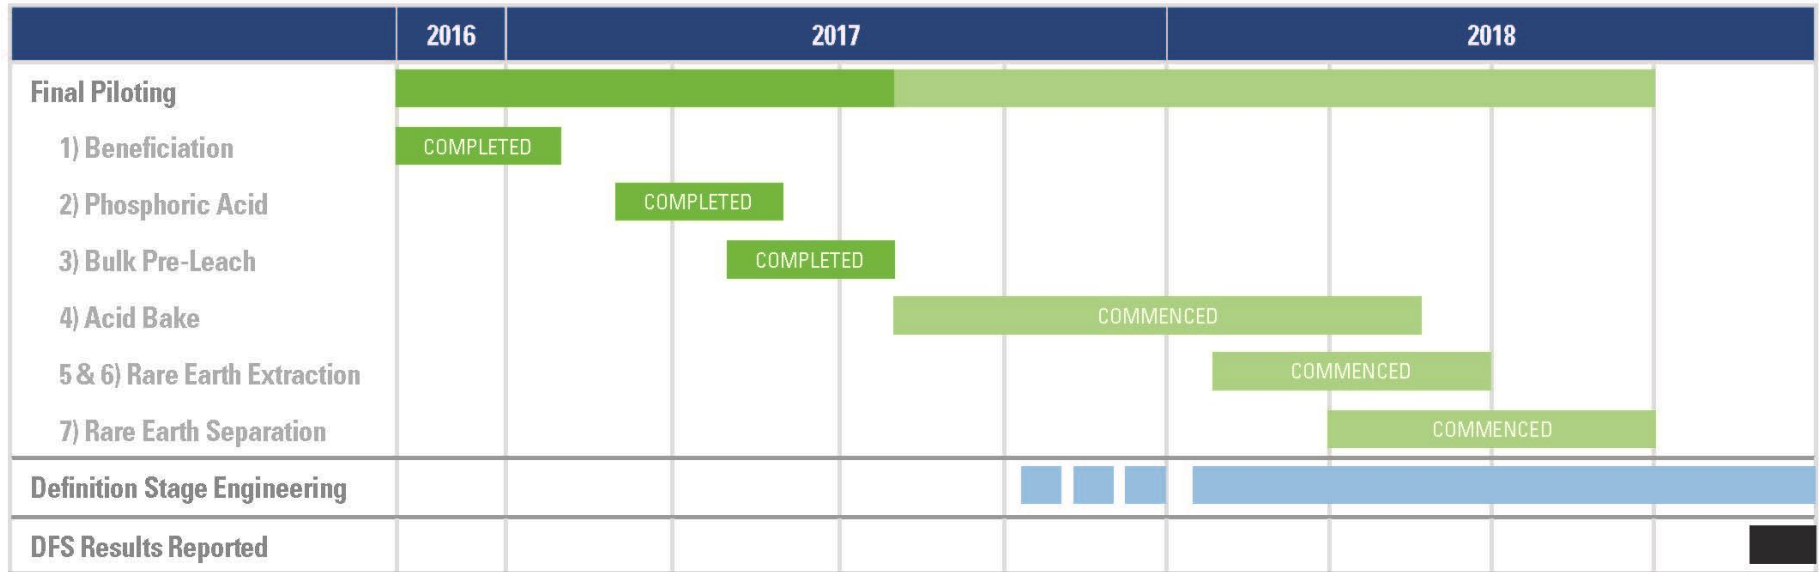 2016 2017 2018
Final Piloting
1) Beneficiation COMPLETED
2) Phosphoric Acid COMPLETED
3) Bulk Pre-Leach COMPLETED
4) Acid Bake COMMENCED
5 & 6) Rare Earth Extraction COMMENCED
7) Rare Earth Separation COMMENCED
Definition Stage Engineering
DFS Results Reported